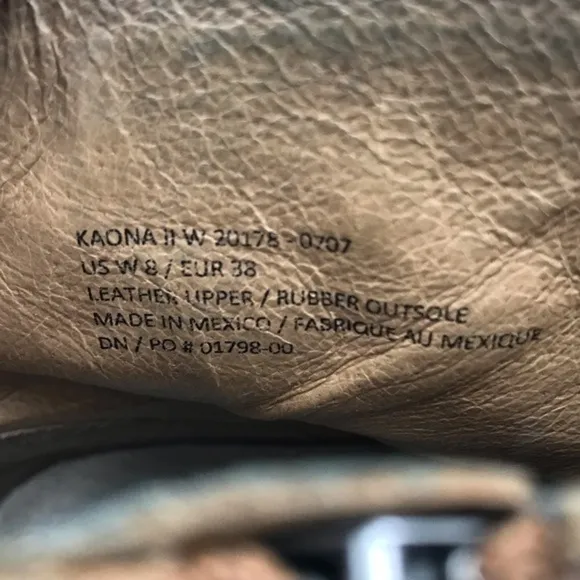 KAONA II W 20178-0707
US W 8 / EUR 38
LEATHER UPPER / RUBBER OUTSOLE
MADE IN MEXICO / FABRIQUE AU MEXIQUE
DN / PO # 01798-00